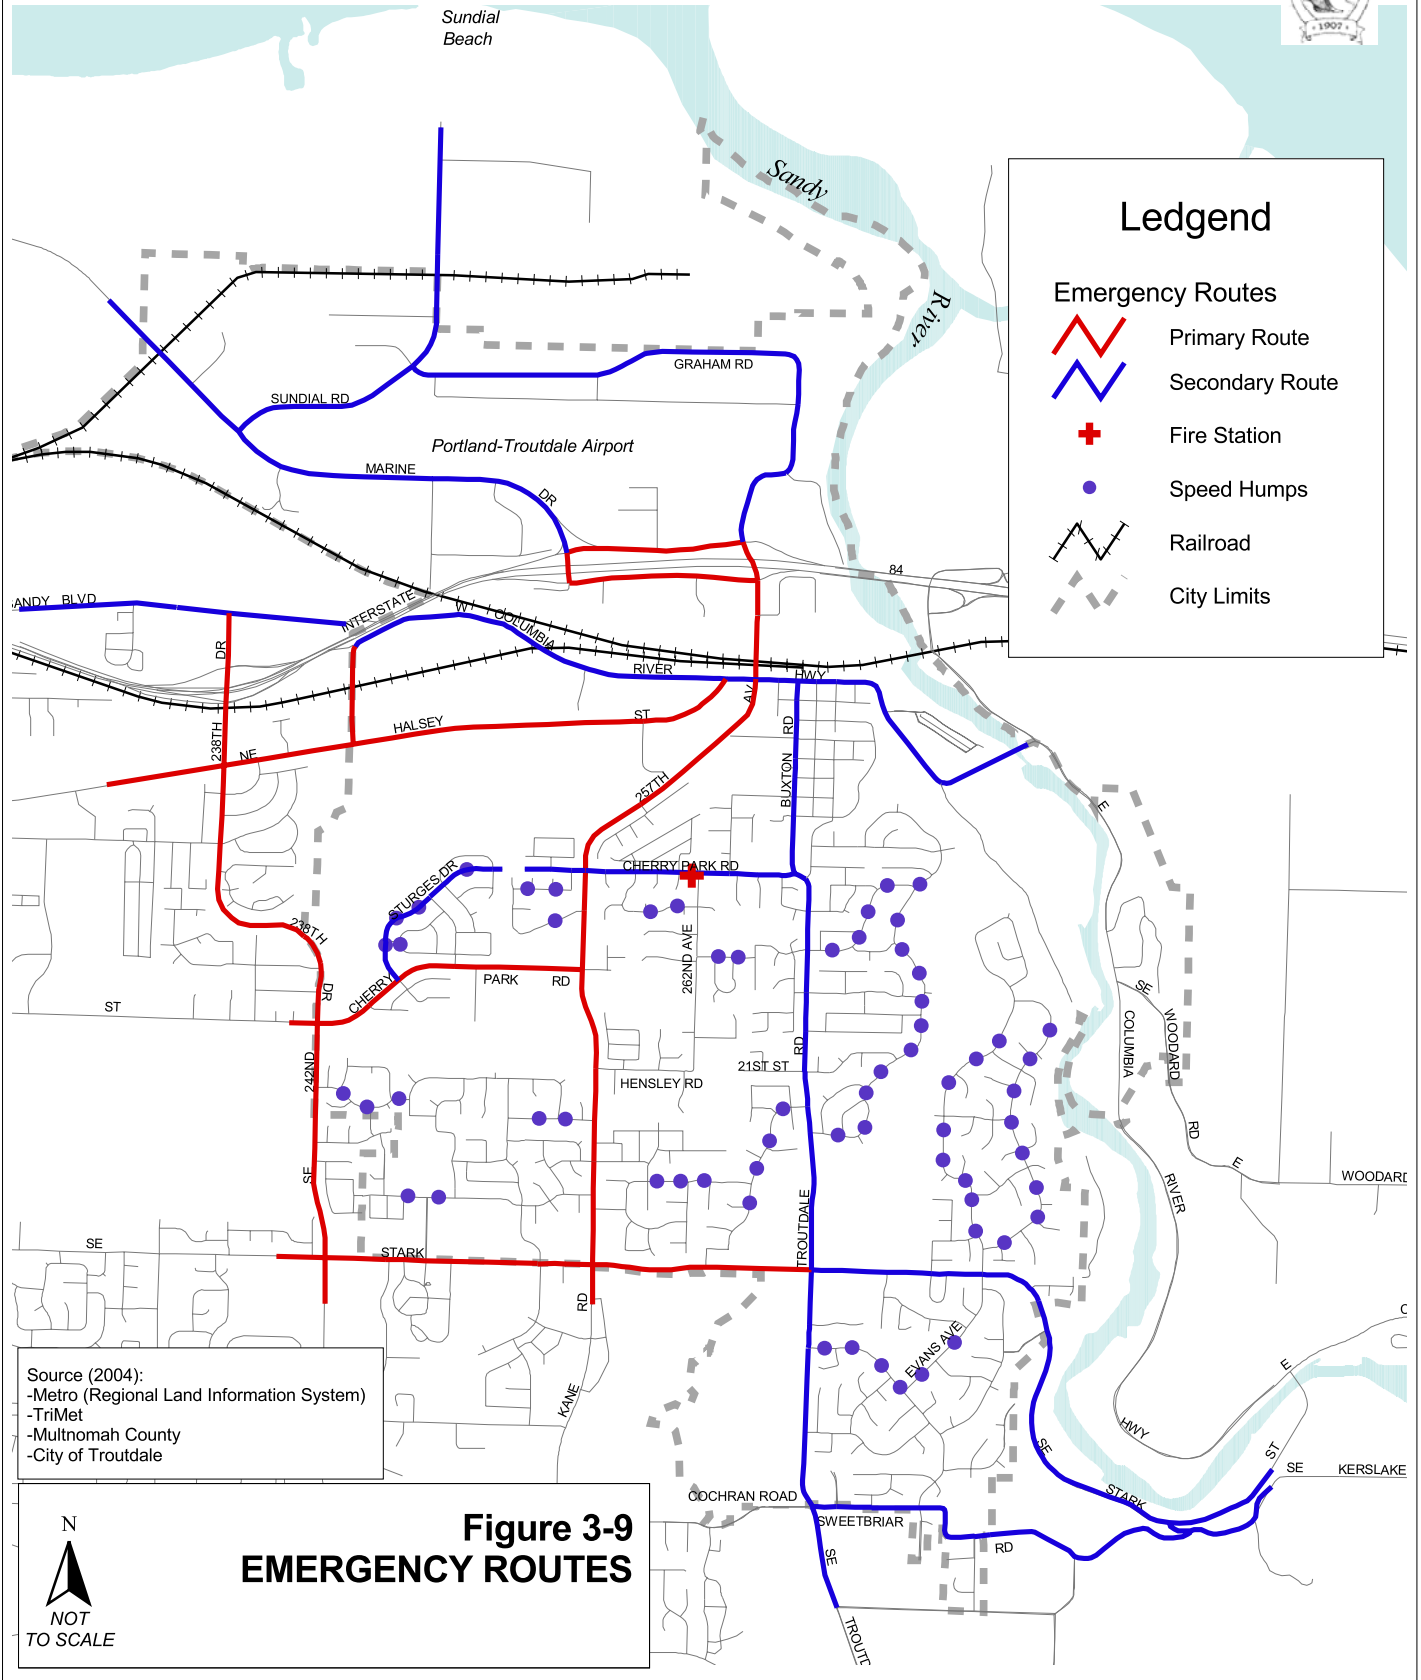 Sundial
Beach
1907
Sandy
River
Ledgend
Emergency Routes
Primary Route
Secondary Route
Fire Station
Speed Humps
Railroad
City Limits
GRAHAM RD
SUNDIAL RD
Portland-Troutdale Airport
MARINE
DR
84
ANDY BLVD
INTERSTATE
W
COLUMBIA
RIVER
HWY
DR
238TH
NE
HALSEY
ST
AV
RD
BUXTON
257TH
E
CHERRY PARK RD
STURGES DR
238TH
DR
262ND AVE
CHERRY
PARK
RD
ST
SE
WOODARD
COLUMBIA
RD
242ND
21ST ST
HENSLEY RD
RD
E
WOODARD
SE
RIVER
TROUTDALE
SE
STARK
RD
EVANS AVE
KANE
E
HWY
SE
STARK
ST
SE
KERSLAKE
COCHRAN ROAD
SWEETBRIAR
RD
SE
TROUTD
Source (2004):
-Metro (Regional Land Information System)
-TriMet
-Multnomah County
-City of Troutdale
Figure 3-9
EMERGENCY ROUTES
N
NOT
TO SCALE